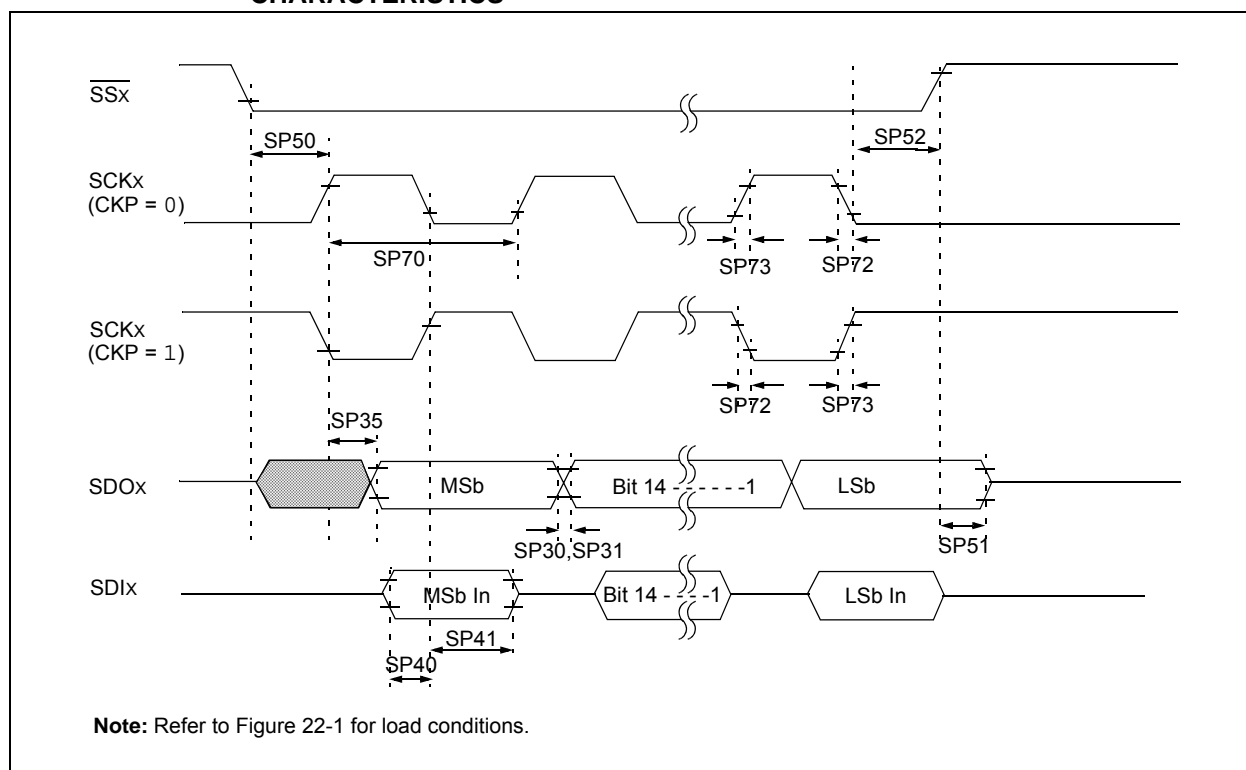 CHARACTERISTICS
SSx
SP50
SP52
SCKx
(CKP = 0)
SP70
SP73
SP72
SCKx
(CKP = 1)
SP72
SP73
SP35
SDOx
MSb
Bit 14 - - - - - -1
LSb
SP30,SP31
SP51
SDIx
MSb In
Bit 14 - - - - -1
LSb In
SP41
SP40
Note: Refer to Figure 22-1 for load conditions.